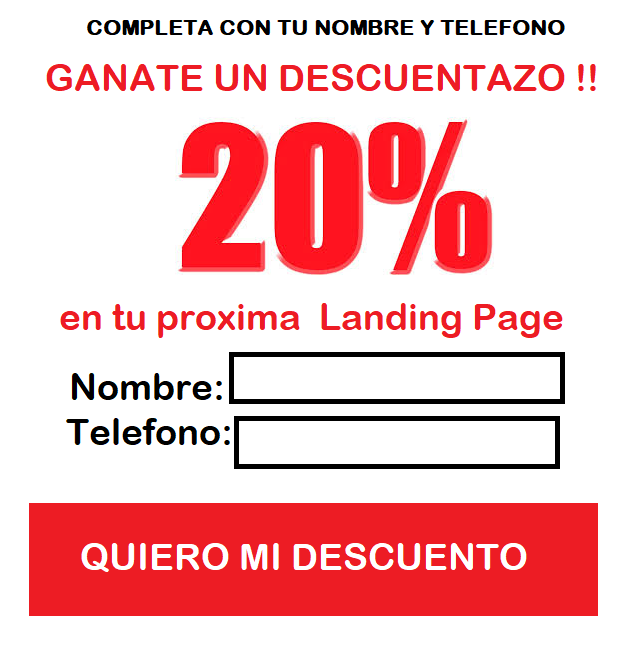 COMPLETA CON TU NOMBRE Y TELEFONO
GANATE UN DESCUENTAZO !!
20%
en tu proxima Landing Page
Nombre:
Telefono:
QUIERO MI DESCUENTO